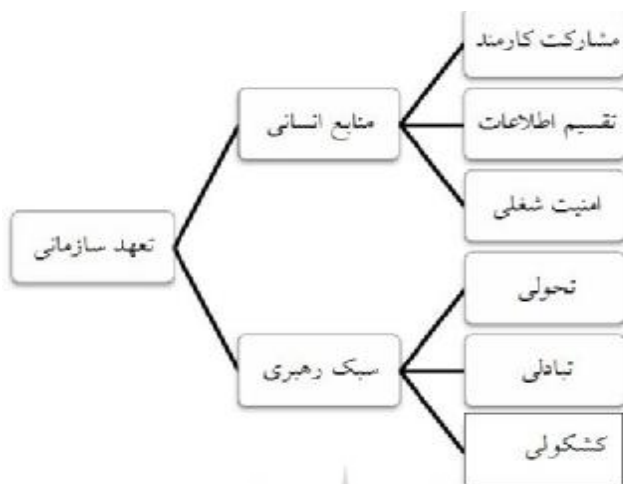 مشارکت کارمند
تقسیم اطلاعات
امنیت شغلی
منابع انسانی
تعهد سازمانی
سبک رهبری
تحولی
تبادلی
کشکولی